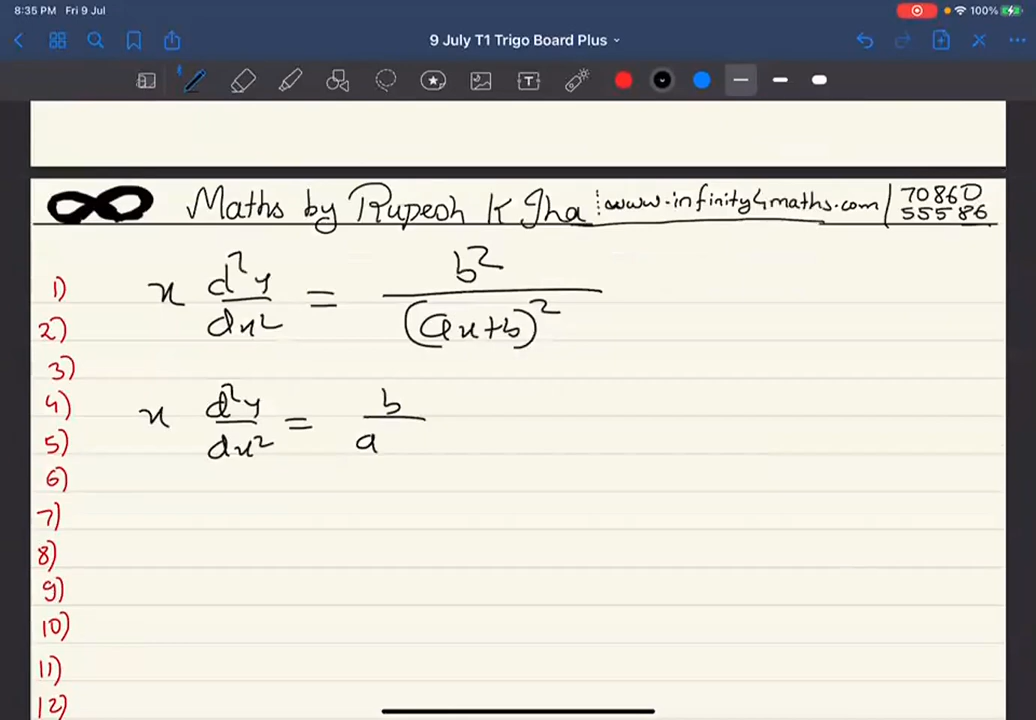 8:35 PM Fri 9 Jul
100%
9 July T1 Trigo Board Plus
Maths by Rupesh K Jha www.infinity4maths.com / 70860 55586
1) x d²y/dx² = b²/(ax+b)²
2)
3)
4) x d²y/dx² = b/a
5)
6)
7)
8)
9)
10)
11)
12)